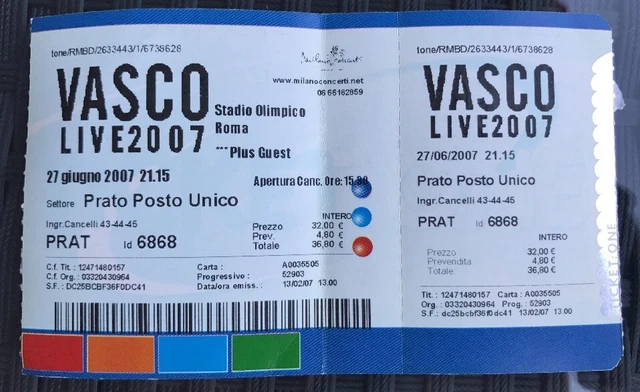 tone/RMBD/2633443/1/6738628
milano concerti
www.milanoconcerti.net
06 66162859
VASCO
LIVE2007
Stadio Olimpico
Roma
***Plus Guest
27 giugno 2007 21.15
Apertura Canc. Ore: 15.30
Settore Prato Posto Unico
Ingr.Cancelli 43-44-45
INTERO
PRAT Id 6868
Prezzo 32,00 €
Prev. 4,80 €
Totale 36,80 €
C.f. Tit. : 12471480157
C.f. Org. : 03320430964
S.F. : DC25BCBF36F0DC41
Carta : A0035505
Progressivo : 52903
Data/ora emiss. : 13/02/07 13.00
tone/RMBD/2633443/1/6738628
VASCO
LIVE2007
27/06/2007 21.15
Prato Posto Unico
Ingr.Cancelli 43-44-45
PRAT Id 6868
INTERO
Prezzo 32,00 €
Prevendita 4,80 €
Totale 36,80 €
Tit. : 12471480157 Carta : A0035505
Org. : 03320430964 Prog. : 52903
S.F. : dc25bcbf36f0dc41 13/02/07 13.00
TICKET ONE